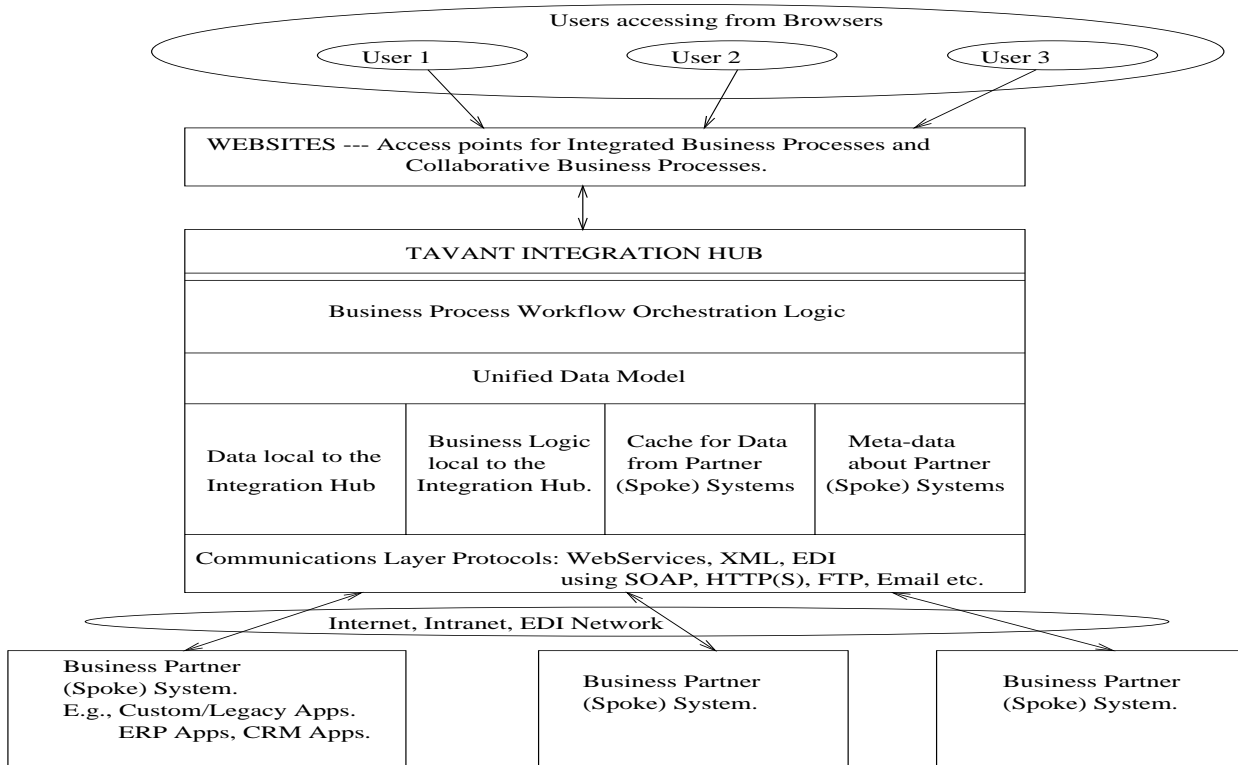 Users accessing from Browsers
User 1
User 2
User 3
WEBSITES --- Access points for Integrated Business Processes and
Collaborative Business Processes.
TAVANT INTEGRATION HUB
Business Process Workflow Orchestration Logic
Unified Data Model
Data local to the
Integration Hub
Business Logic
local to the
Integration Hub.
Cache for Data
from Partner
(Spoke) Systems
Meta-data
about Partner
(Spoke) Systems
Communications Layer Protocols: WebServices, XML, EDI
using SOAP, HTTP(S), FTP, Email etc.
Internet, Intranet, EDI Network
Business Partner
(Spoke) System.
E.g., Custom/Legacy Apps.
ERP Apps, CRM Apps.
Business Partner
(Spoke) System.
Business Partner
(Spoke) System.